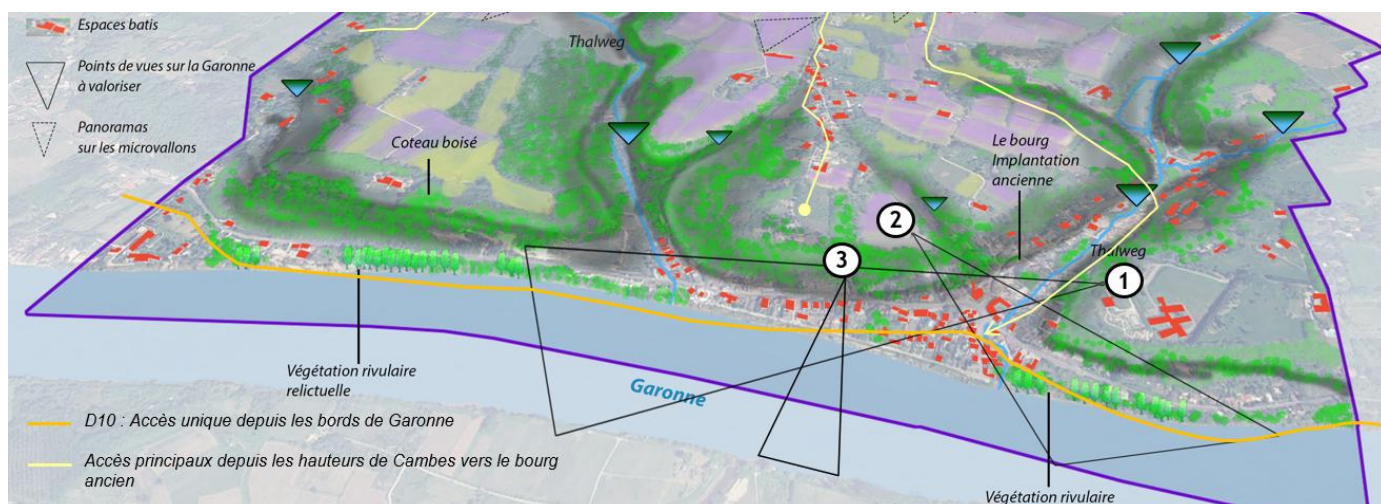 Espaces batis
Points de vues sur la Garonne
à valoriser
Panoramas
sur les microvallons
Thalweg
Coteau boisé
Le bourg
Implantation
ancienne
2
3
Thalweg
1
Végétation rivulaire
relictuelle
Garonne
D10 : Accès unique depuis les bords de Garonne
Accès principaux depuis les hauteurs de Cambes vers le bourg
ancien
Végétation rivulaire